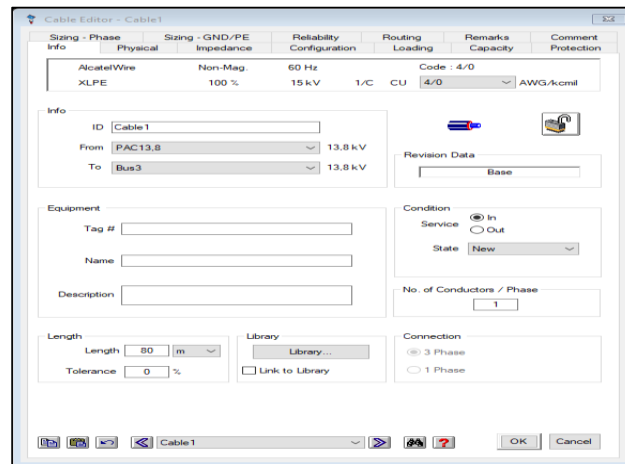 Cable Editor - Cable1
Sizing - Phase Sizing - GND/PE Reliability Routing Remarks Comment
Info Physical Impedance Configuration Loading Capacity Protection
AlcatelWire Non-Mag. 60 Hz Code : 4/0
XLPE 100 % 15 kV 1/C CU 4/0 AWG/kcmil
Info
ID Cable1
From PAC13,8 13.8 kV
To Bus3 13.8 kV
Revision Data
Base
Equipment
Tag #
Name
Description
Condition
Service In
Out
State New
No. of Conductors / Phase
1
Length
Length 80 m
Tolerance 0 %
Library
Library...
Link to Library
Connection
3 Phase
1 Phase
Cable1 ? OK Cancel